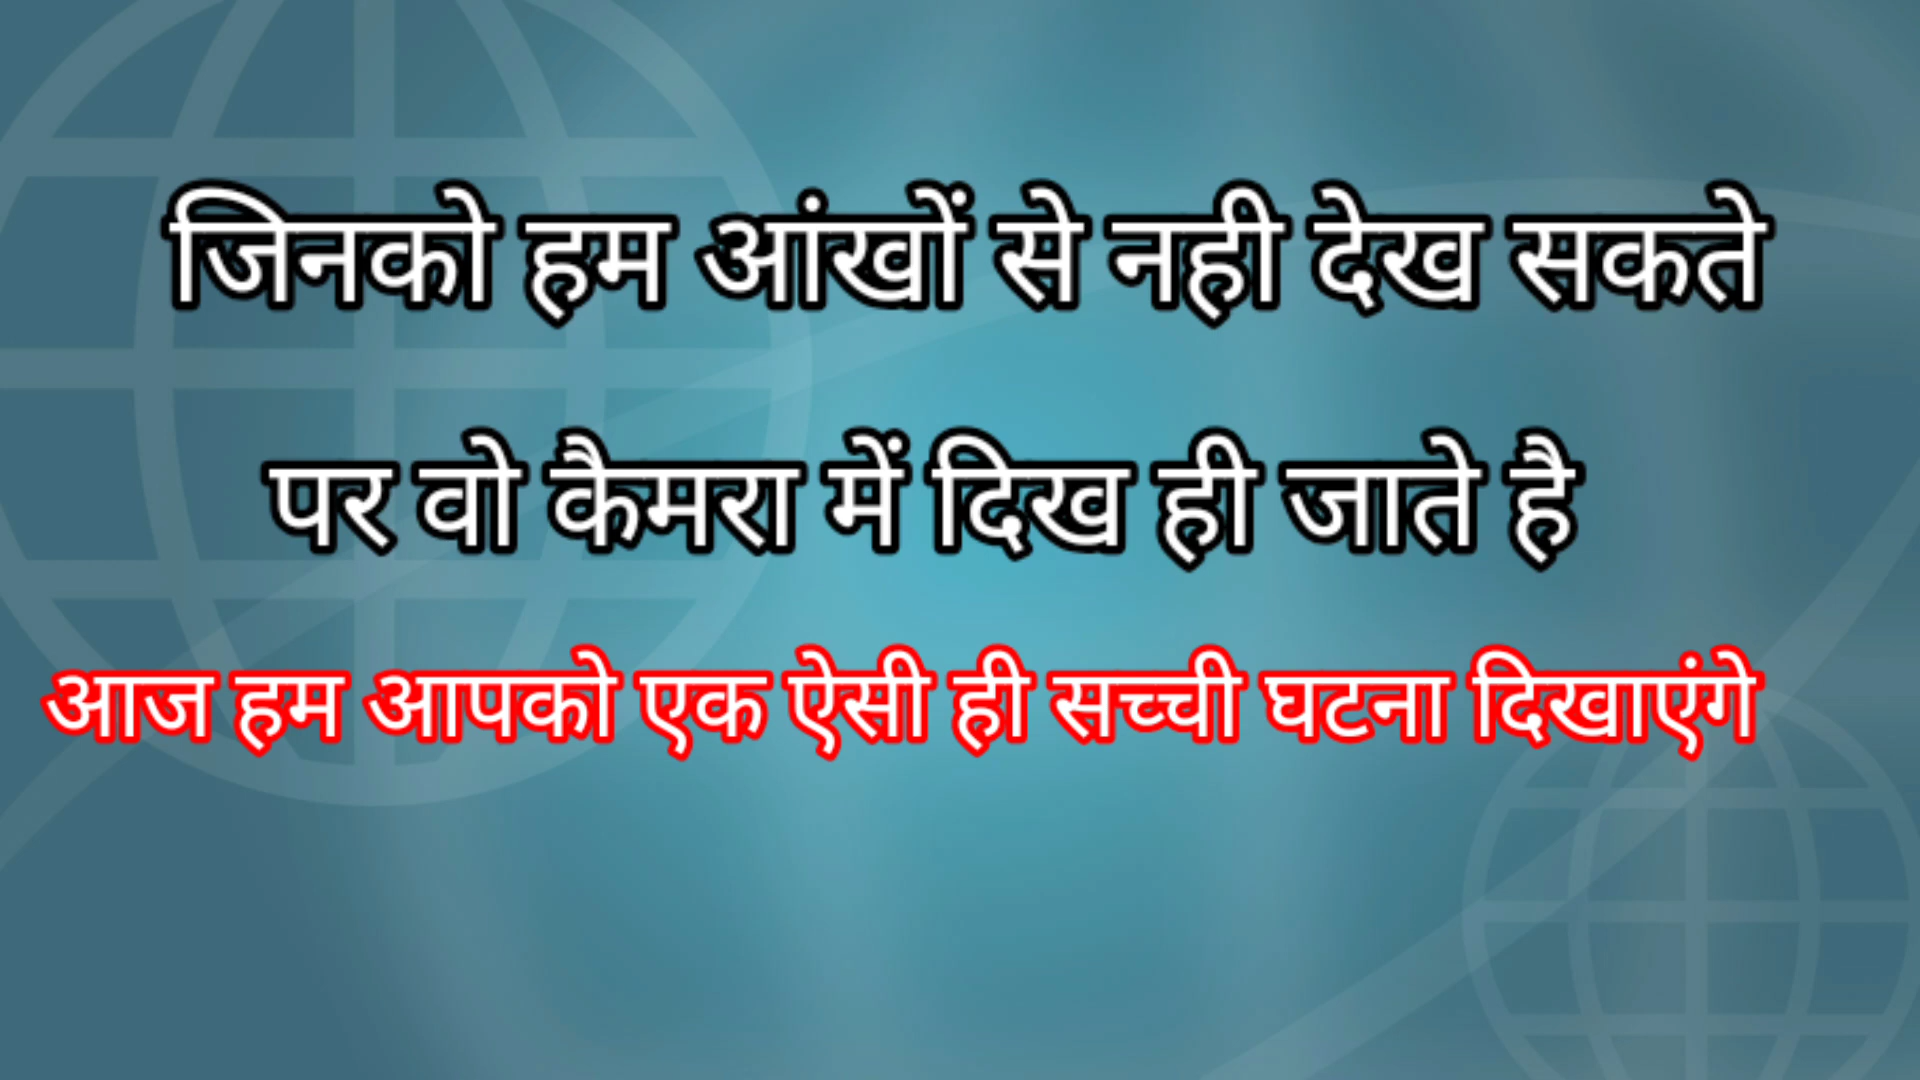 जिनको हम आंखों से नही देख सकते
पर वो कैमरा में दिख ही जाते है
आज हम आपको एक ऐसी ही सच्ची घटना दिखाएंगे